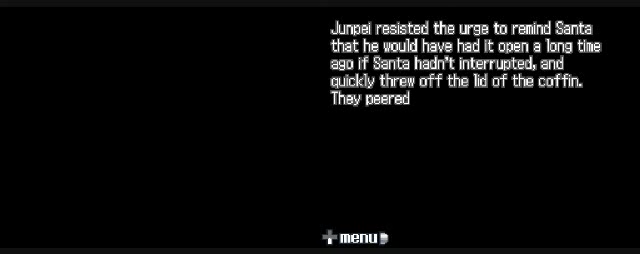 Junpei resisted the urge to remind Santa
that he would have had it open a long time
ago if Santa hadn't interrupted, and
quickly threw off the lid of the coffin.
They peered
menu